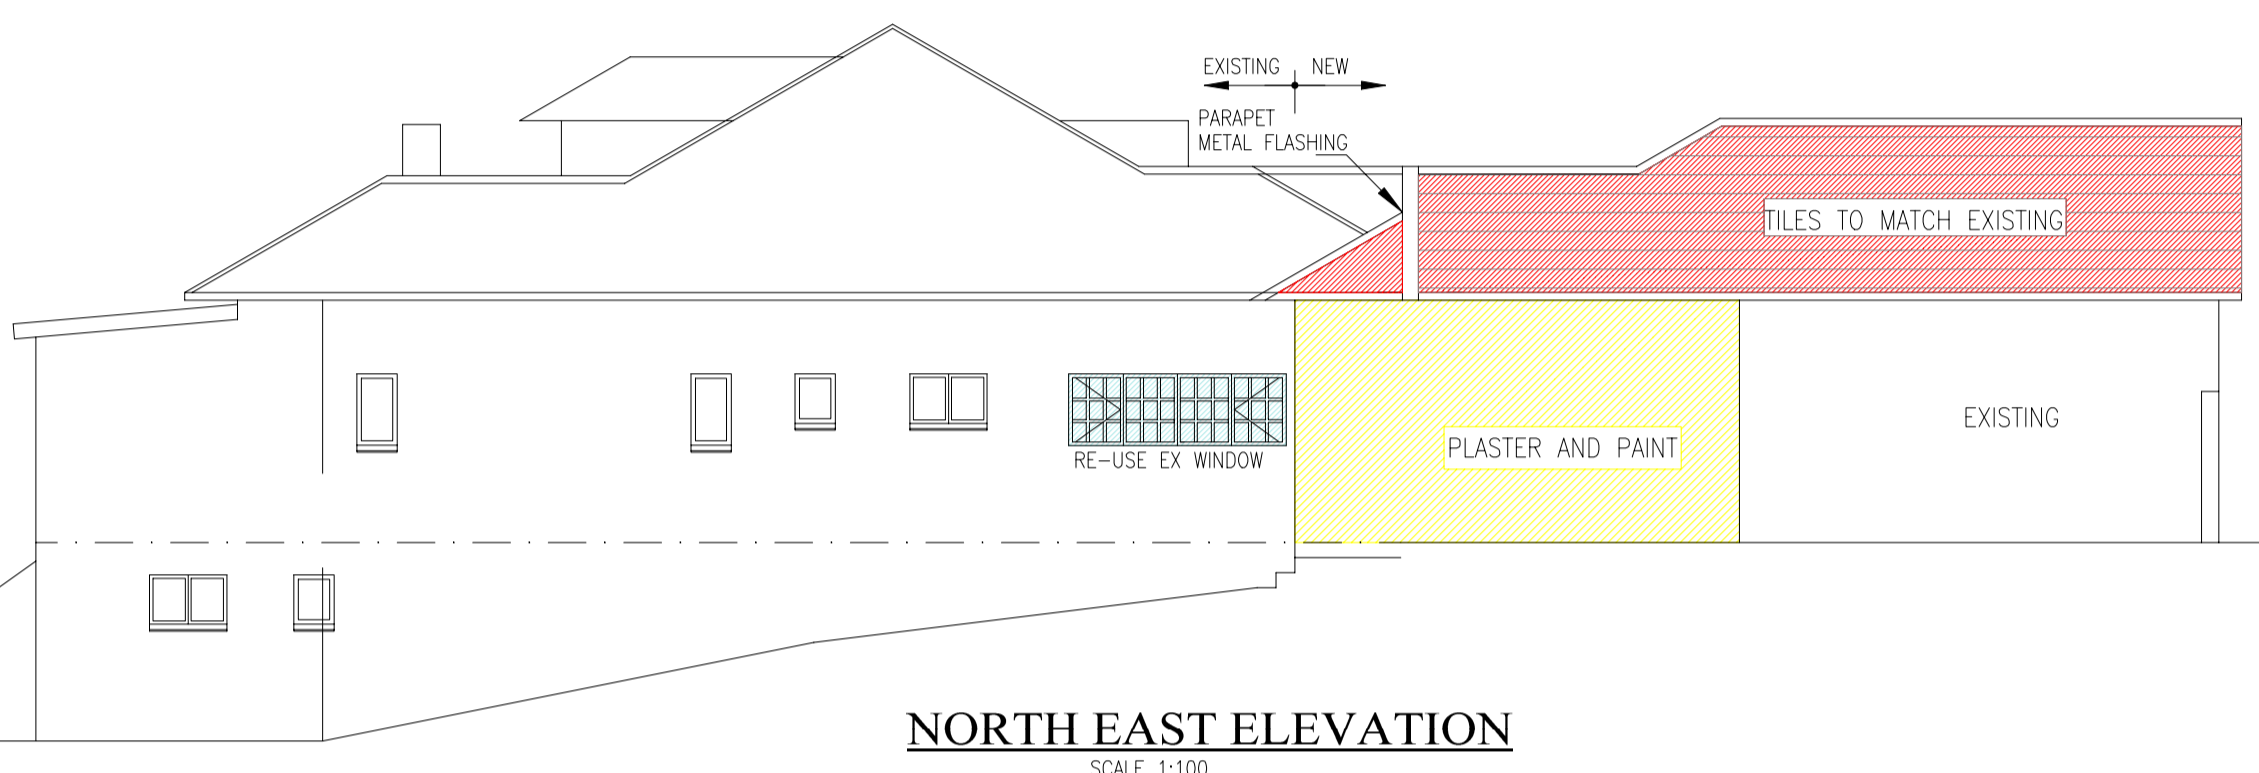 EXISTING NEW
PARAPET
METAL FLASHING
TILES TO MATCH EXISTING
EXISTING
PLASTER AND PAINT
RE-USE EX WINDOW
NORTH EAST ELEVATION
SCALE 1:100